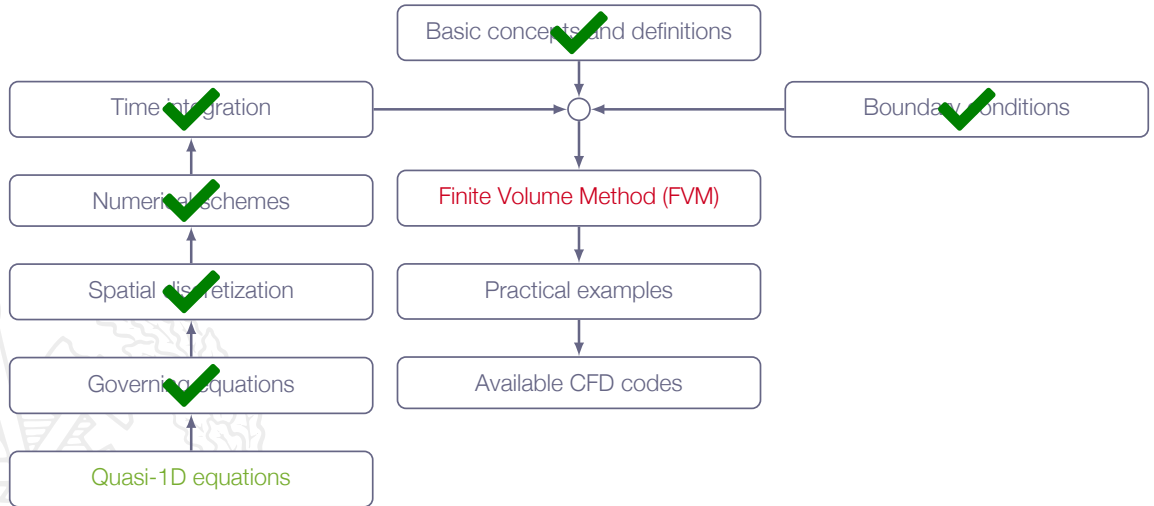 Basic concepts and definitions
Time integration
Boundary conditions
Numerical schemes
Finite Volume Method (FVM)
Spatial discretization
Practical examples
Governing equations
Available CFD codes
Quasi-1D equations